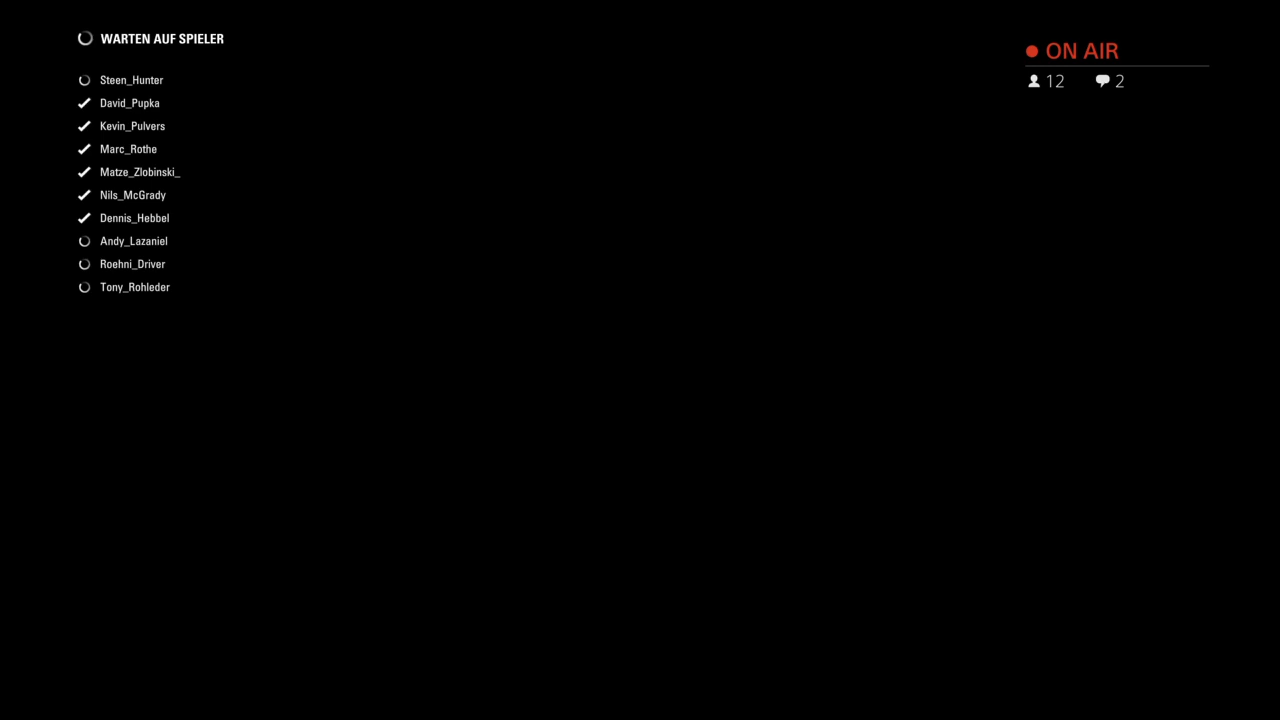 WARTEN AUF SPIELER
Steen_Hunter
David_Pupka
Kevin_Pulvers
Marc_Rothe
Matze_Zlobinski_
Nils_McGrady
Dennis_Hebbel
Andy_Lazaniel
Roehni_Driver
Tony_Rohleder
ON AIR
12 2